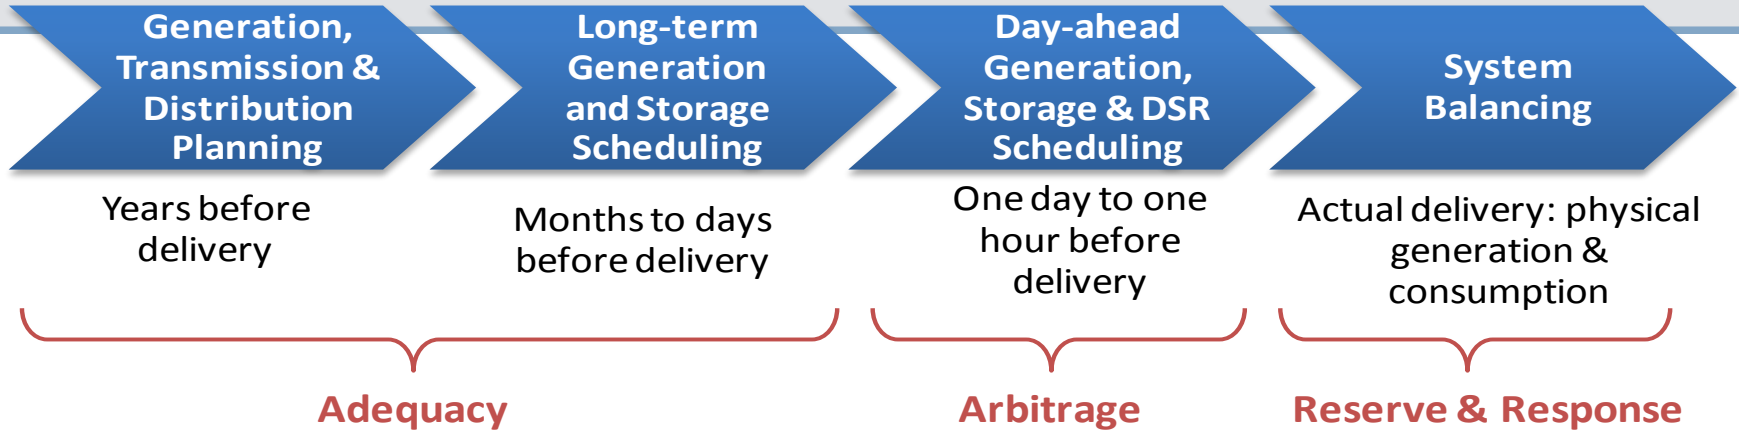 Generation,
Transmission &
Distribution
Planning
Long-term
Generation
and Storage
Scheduling
Day-ahead
Generation,
Storage & DSR
Scheduling
System
Balancing
Years before
delivery
Months to days
before delivery
One day to one
hour before
delivery
Actual delivery: physical
generation &
consumption
Adequacy
Arbitrage
Reserve & Response